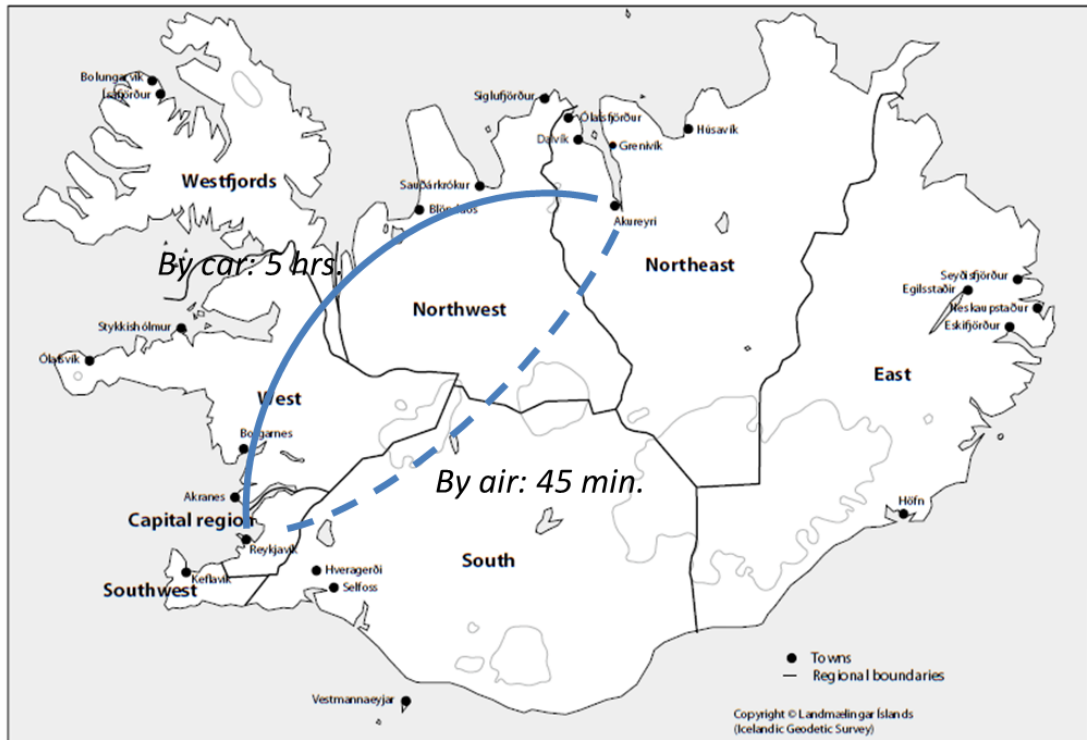 Bolungarvík
Ísafjörður
Siglufjörður
Ólafsfjörður
Dalvík
Húsavík
Grenivík
Westfjords
Sauðárkrókur
Blönduós
Akureyri
By car: 5 hrs.
Northeast
Seyðisfjörður
Egilsstaðir
Neskaupstaður
Northwest
Stykkishólmur
Eskifjörður
Ólafsvík
East
West
Borgarnes
By air: 45 min.
Akranes
Höfn
Capital region
Reykjavík
South
Hveragerði
Keflavík
Selfoss
Southwest
Towns
Regional boundaries
Vestmannaeyjar
Copyright © Landmælingar Íslands
(Icelandic Geodetic Survey)